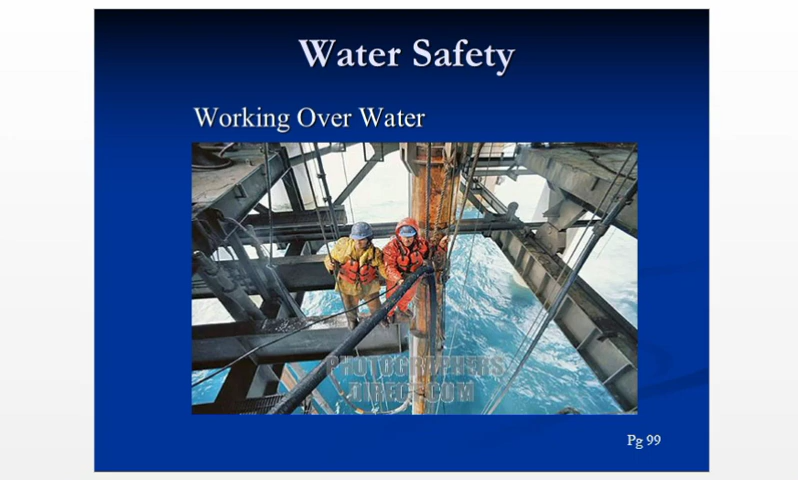 Water Safety
Working Over Water
PHOTOGRAPHERS
DIRECT.COM
Pg 99